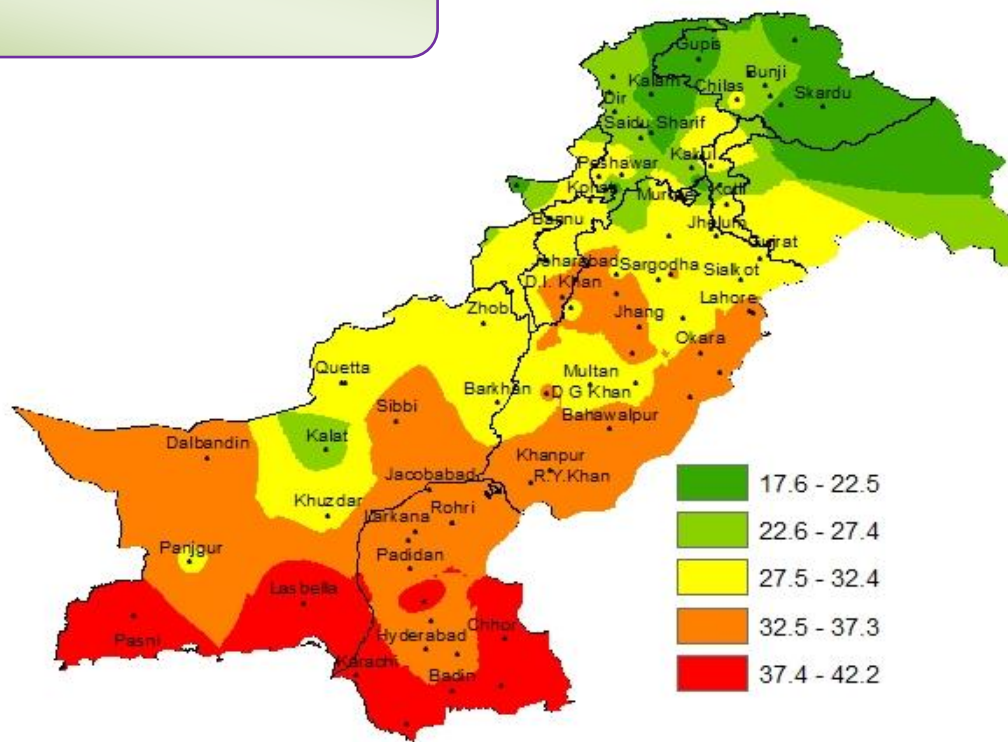 Gupis
Bunji
Kalam
Chilas
Skardu
Dir
Saidu Sharif
Peshawar
Kakul
Kotli
Bannu
Jhelum
Gujrat
Sargodha
Sialkot
D.I. Khan
Lahore
Zhob
Jhang
Okara
Quetta
Multan
Barkhan
D G Khan
Sibbi
Bahawalpur
Dalbandin
Kalat
Khanpur
Jacobabad
R.Y.Khan
Khuzdar
Rohri
Larkana
Panjgur
Padidan
Lasbella
Pasni
Hyderabad
Chhor
Karachi
Badin
17.6 - 22.5
22.6 - 27.4
27.5 - 32.4
32.5 - 37.3
37.4 - 42.2